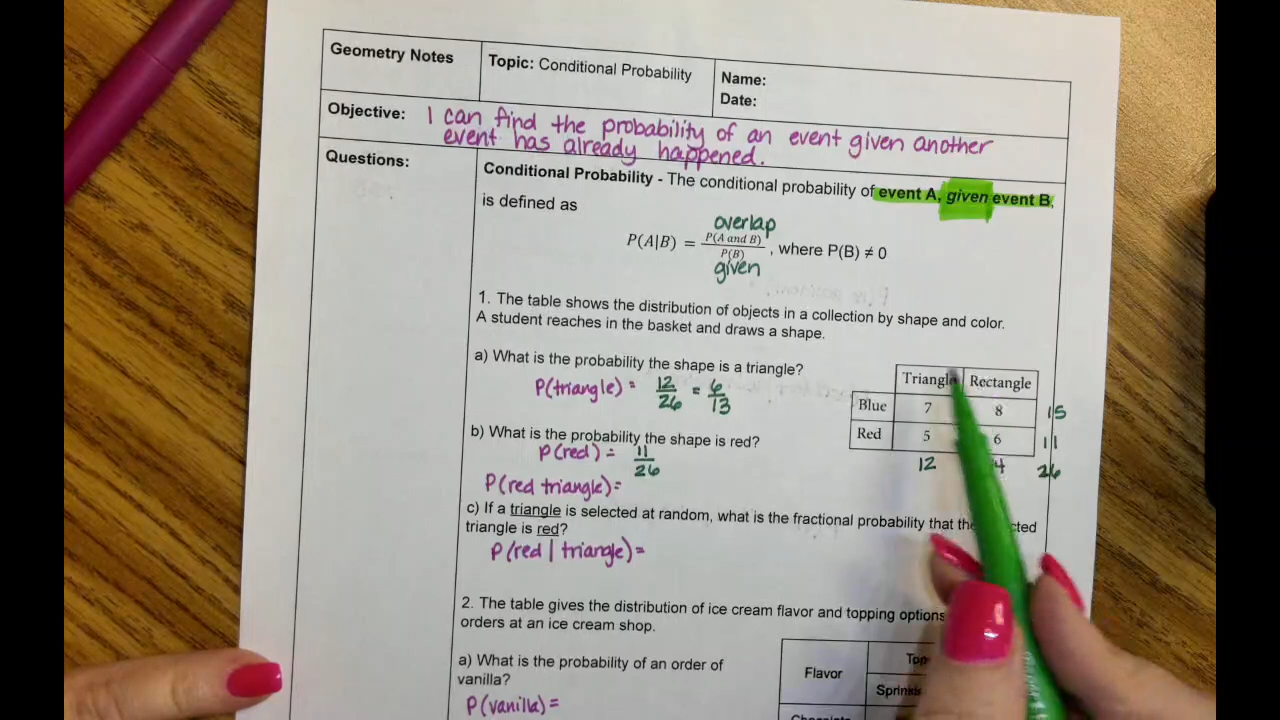 Geometry Notes
Topic: Conditional Probability
Name:
Date:
Objective: I can find the probability of an event given another
event has already happened.
Questions:
Conditional Probability - The conditional probability of event A, given event B,
is defined as
overlap
P(A|B) = P(A and B) / P(B), where P(B) ≠ 0
given
1. The table shows the distribution of objects in a collection by shape and color.
A student reaches in the basket and draws a shape.
a) What is the probability the shape is a triangle?
P(triangle) = 12/26 = 6/13
Triangle Rectangle
Blue 7 8 15
Red 5 6 11
12 4 26
b) What is the probability the shape is red?
P(red) = 11/26
P(red triangle) =
c) If a triangle is selected at random, what is the fractional probability that the cted
triangle is red?
P(red | triangle) =
2. The table gives the distribution of ice cream flavor and topping options
orders at an ice cream shop.
a) What is the probability of an order of
vanilla?
P(vanilla) =
Flavor
Top
Sprink